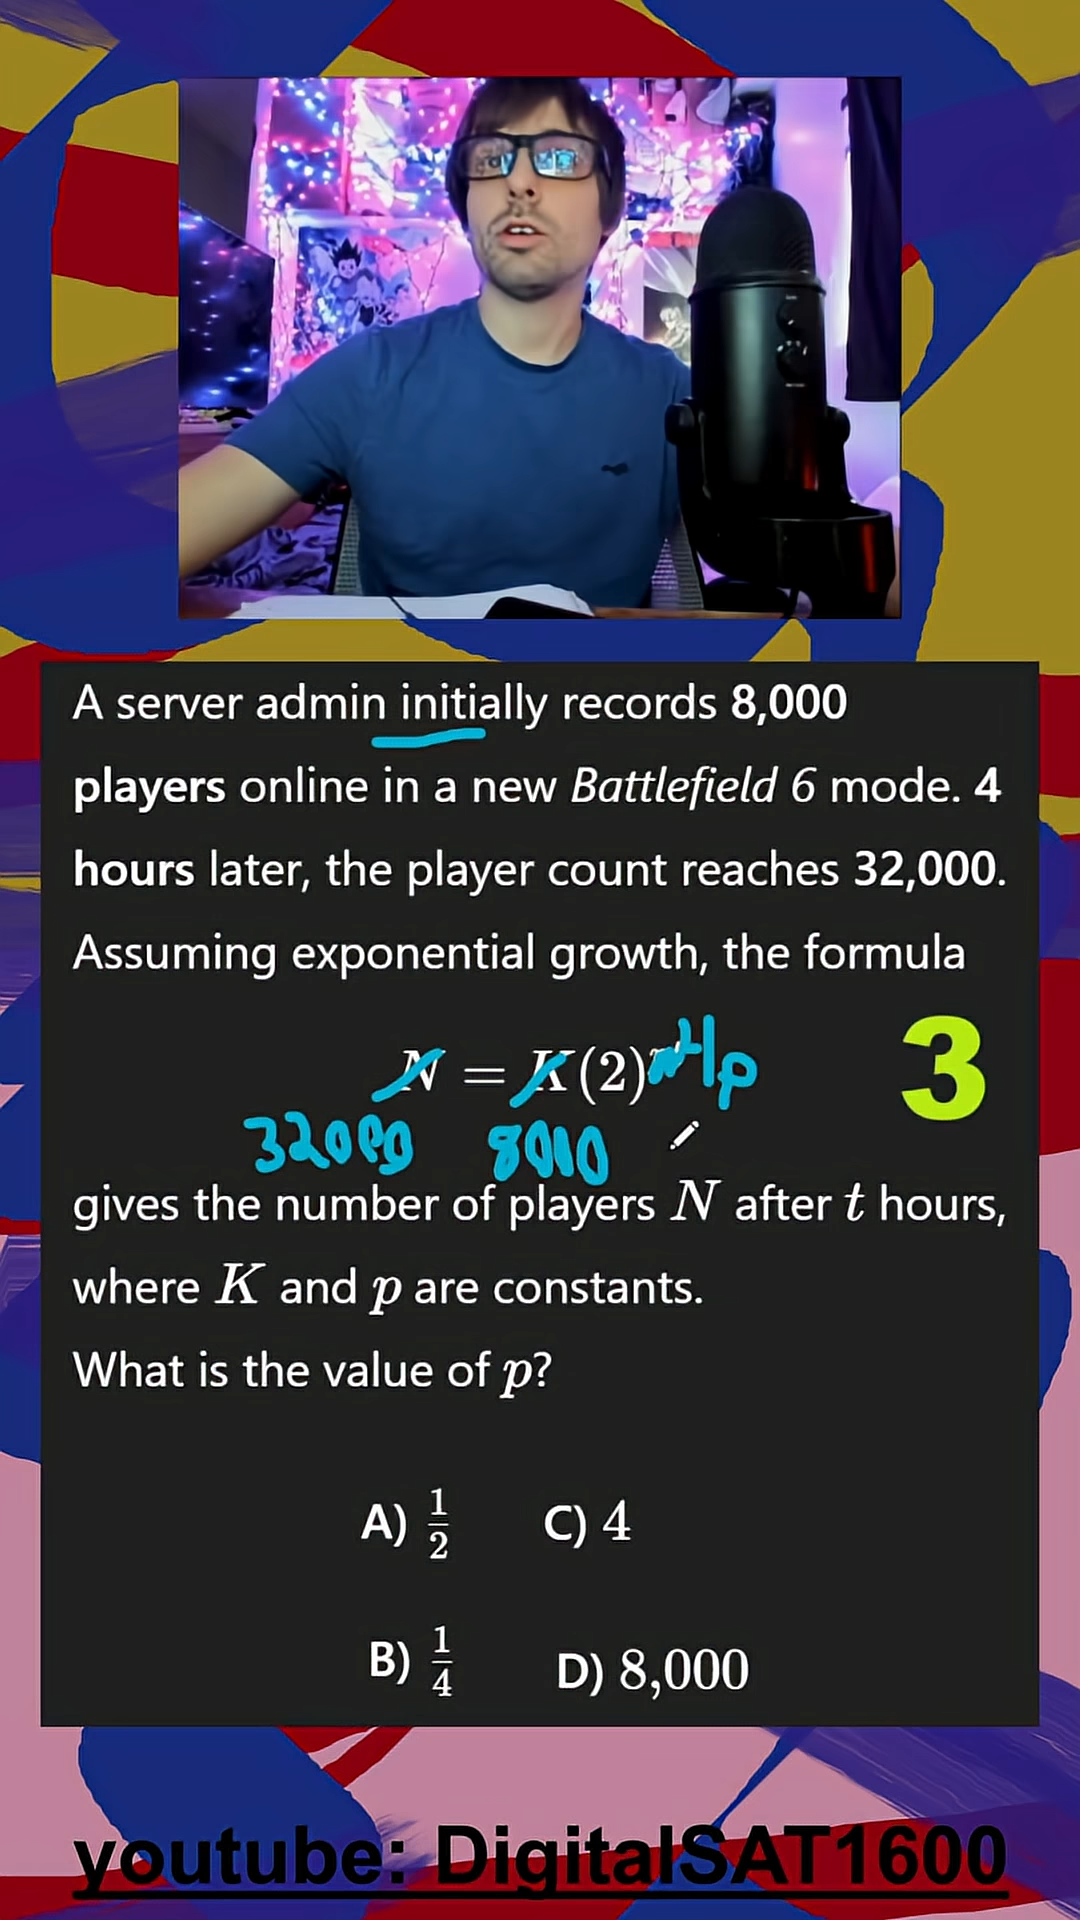 A server admin initially records 8,000
players online in a new Battlefield 6 mode. 4
hours later, the player count reaches 32,000.
Assuming exponential growth, the formula
N = K(2)^4p
3
32000 8000
gives the number of players N after t hours,
where K and p are constants.
What is the value of p?
A) 1/2 C) 4
B) 1/4 D) 8,000
youtube: DigitalSAT1600